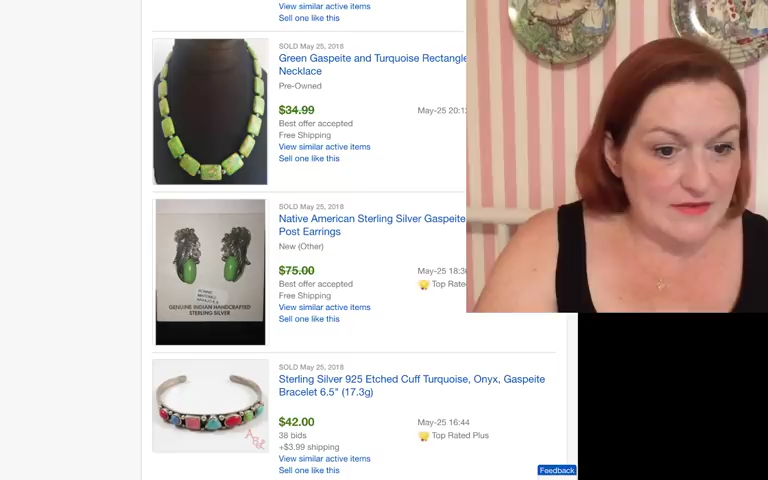 View similar active items
Sell one like this
SOLD May 25, 2018
Green Gaspeite and Turquoise Rectangle
Necklace
Pre-Owned
$34.99
May-25 20:1
Best offer accepted
Free Shipping
View similar active items
Sell one like this
SOLD May 25, 2018
Native American Sterling Silver Gaspeite
Post Earrings
New (Other)
$75.00
May-25 18:3
Best offer accepted
Top Rate
Free Shipping
View similar active items
Sell one like this
GENUINE INDIAN HANDCRAFTED
STERLING SILVER
SOLD May 25, 2018
Sterling Silver 925 Etched Cuff Turquoise, Onyx, Gaspeite
Bracelet 6.5" (17.3g)
$42.00
May-25 16:44
38 bids
Top Rated Plus
+$3.99 shipping
View similar active items
Sell one like this
Feedback